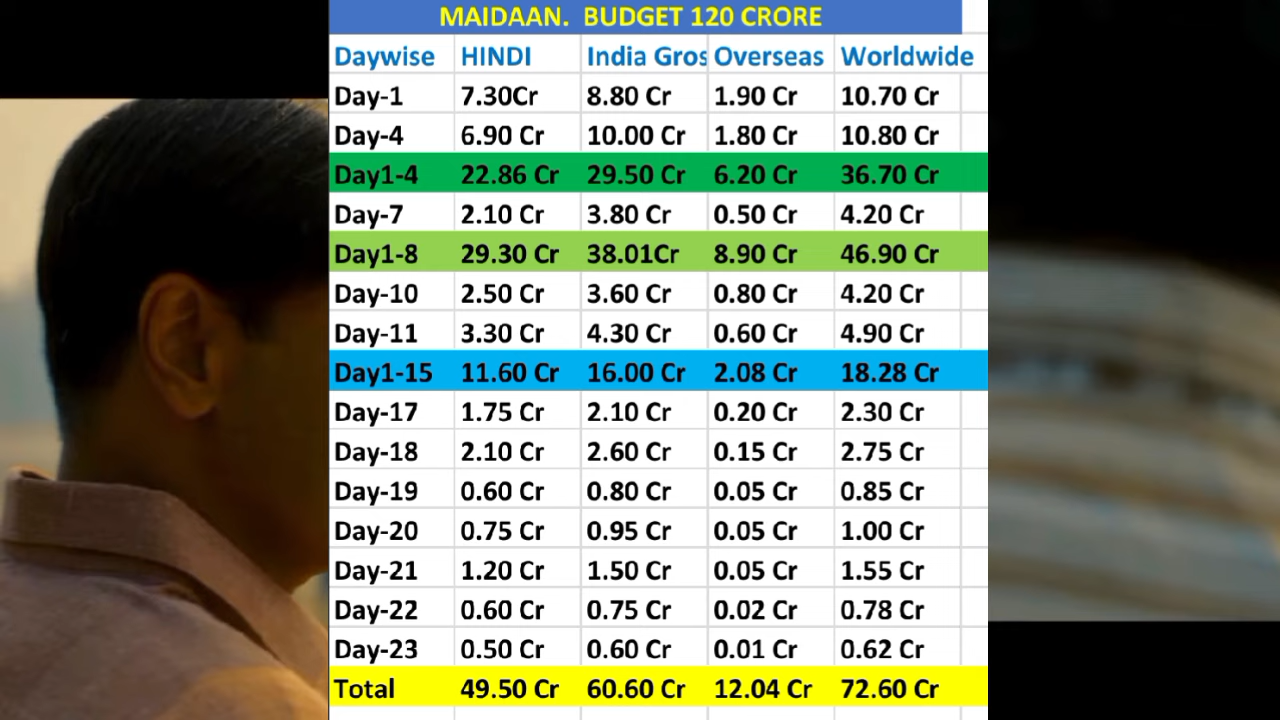 MAIDAAN. BUDGET 120 CRORE
Daywise HINDI India Gros Overseas Worldwide
Day-1 7.30Cr 8.80 Cr 1.90 Cr 10.70 Cr
Day-4 6.90 Cr 10.00 Cr 1.80 Cr 10.80 Cr
Day1-4 22.86 Cr 29.50 Cr 6.20 Cr 36.70 Cr
Day-7 2.10 Cr 3.80 Cr 0.50 Cr 4.20 Cr
Day1-8 29.30 Cr 38.01Cr 8.90 Cr 46.90 Cr
Day-10 2.50 Cr 3.60 Cr 0.80 Cr 4.20 Cr
Day-11 3.30 Cr 4.30 Cr 0.60 Cr 4.90 Cr
Day1-15 11.60 Cr 16.00 Cr 2.08 Cr 18.28 Cr
Day-17 1.75 Cr 2.10 Cr 0.20 Cr 2.30 Cr
Day-18 2.10 Cr 2.60 Cr 0.15 Cr 2.75 Cr
Day-19 0.60 Cr 0.80 Cr 0.05 Cr 0.85 Cr
Day-20 0.75 Cr 0.95 Cr 0.05 Cr 1.00 Cr
Day-21 1.20 Cr 1.50 Cr 0.05 Cr 1.55 Cr
Day-22 0.60 Cr 0.75 Cr 0.02 Cr 0.78 Cr
Day-23 0.50 Cr 0.60 Cr 0.01 Cr 0.62 Cr
Total 49.50 Cr 60.60 Cr 12.04 Cr 72.60 Cr